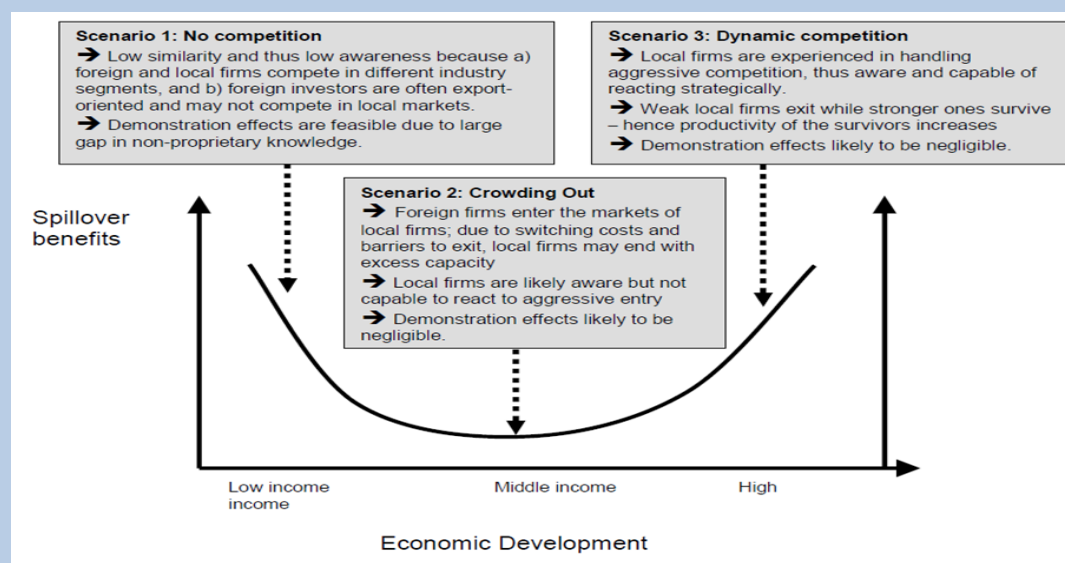 Scenario 1: No competition
➔ Low similarity and thus low awareness because a)
foreign and local firms compete in different industry
segments, and b) foreign investors are often export-
oriented and may not compete in local markets.
➔ Demonstration effects are feasible due to large
gap in non-proprietary knowledge.
Scenario 3: Dynamic competition
➔ Local firms are experienced in handling
aggressive competition, thus aware and capable of
reacting strategically.
➔ Weak local firms exit while stronger ones survive
– hence productivity of the survivors increases
➔ Demonstration effects likely to be negligible.
Scenario 2: Crowding Out
➔ Foreign firms enter the markets of
local firms; due to switching costs and
barriers to exit, local firms may end with
excess capacity
➔ Local firms are likely aware but not
capable to react to aggressive entry
➔ Demonstration effects likely to be
negligible.
Spillover
benefits
Low income
income
Middle income
High
Economic Development